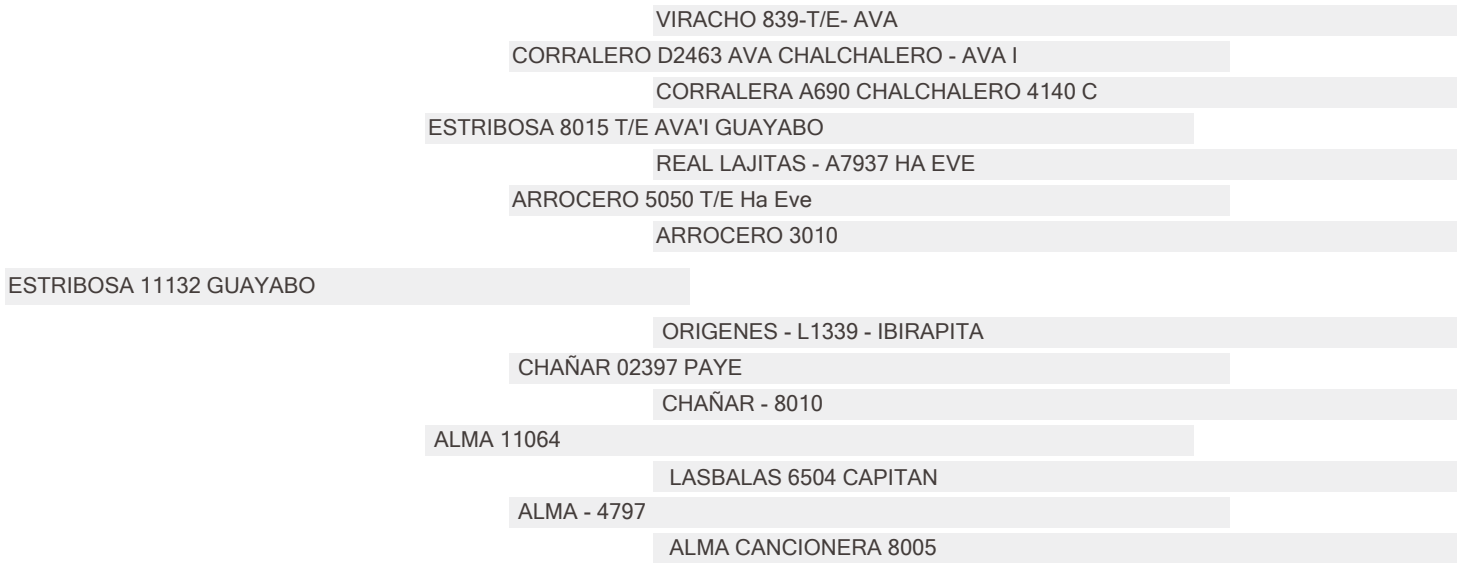 VIRACHO 839-T/E- AVA
CORRALERO D2463 AVA CHALCHALERO - AVA I
CORRALERA A690 CHALCHALERO 4140 C
ESTRIBOSA 8015 T/E AVA'I GUAYABO
REAL LAJITAS - A7937 HA EVE
ARROCERO 5050 T/E Ha Eve
ARROCERO 3010
ESTRIBOSA 11132 GUAYABO
ORIGENES - L1339 - IBIRAPITA
CHAÑAR 02397 PAYE
CHAÑAR - 8010
ALMA 11064
LASBALAS 6504 CAPITAN
ALMA - 4797
ALMA CANCIONERA 8005